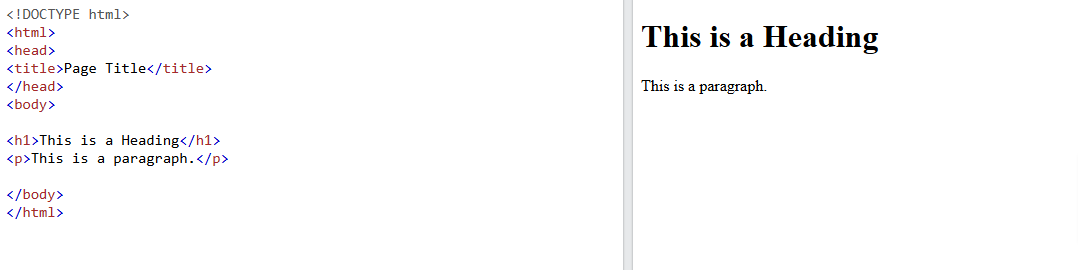 <!DOCTYPE html>
<html>
<head>
<title>Page Title</title>
</head>
<body>
<h1>This is a Heading</h1>
<p>This is a paragraph.</p>
</body>
</html>
This is a Heading
This is a paragraph.